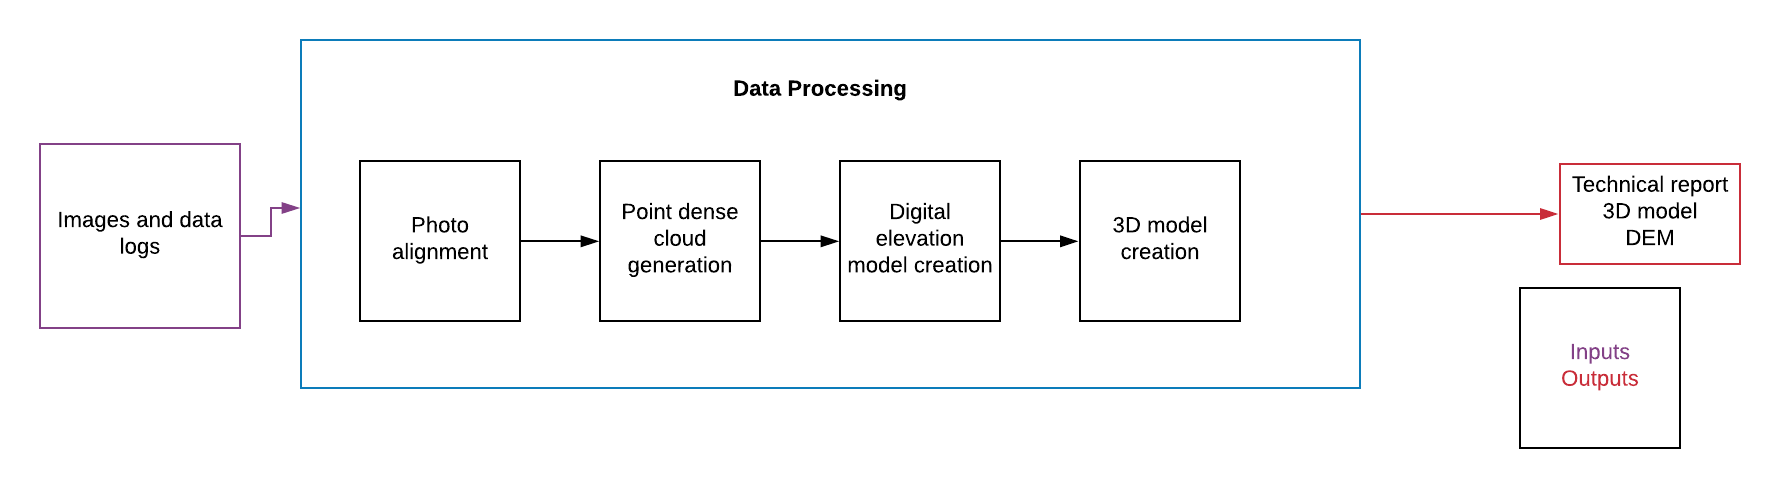 Data Processing
Images and data
logs
Photo
alignment
Point dense
cloud
generation
Digital
elevation
model creation
3D model
creation
Technical report
3D model
DEM
Inputs
Outputs